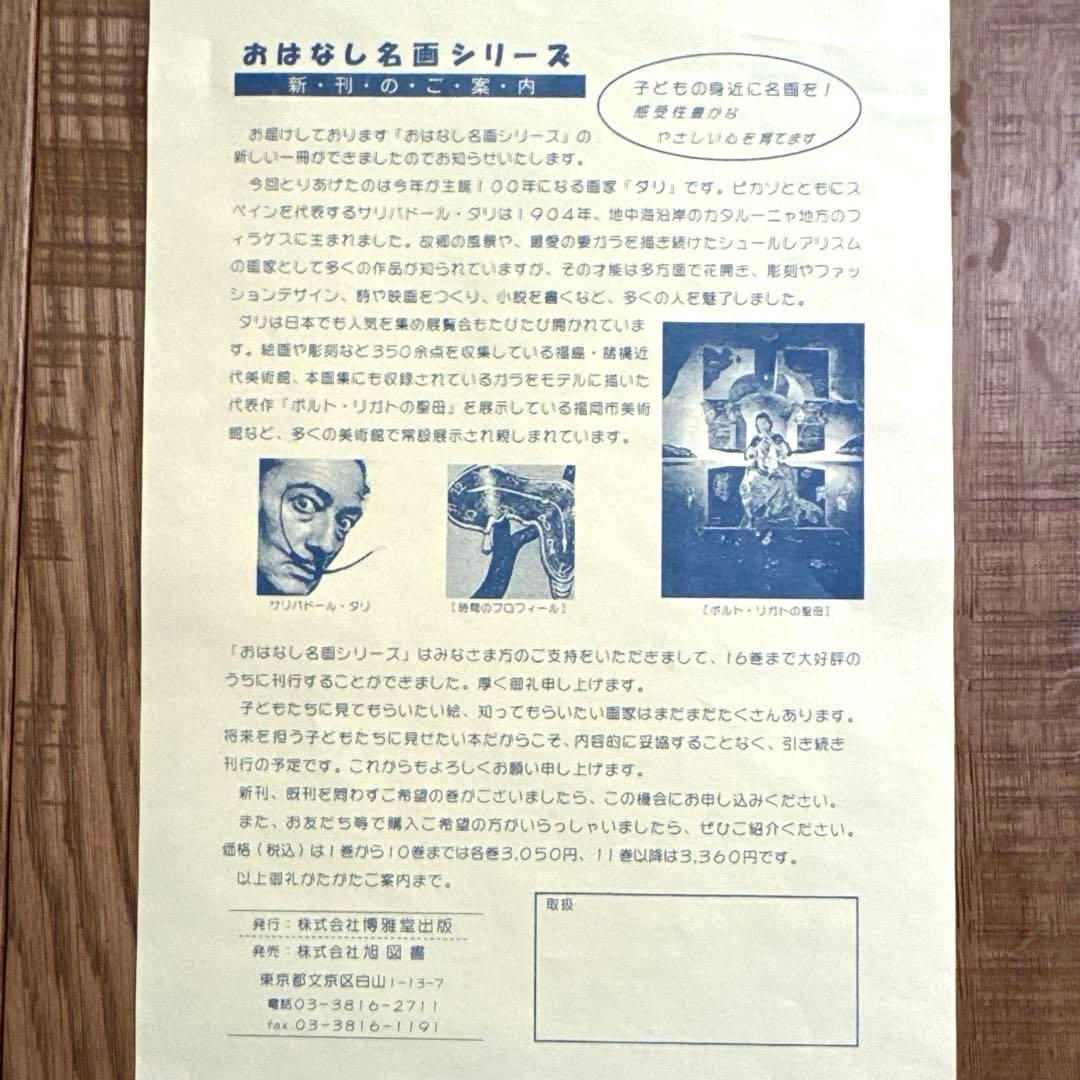 おはなし名画シリーズ
新・刊・の・ご・案・内
子どもの身近に名画を!
感受性豊かな
やさしい心を育てます
お届けしております「おはなし名画シリーズ」の
新しい一冊ができましたのでお知らせいたします。
今回とりあげたのは今年が生誕100年になる画家「ダリ」です。ピカソとともにス
ペインを代表するサリバドール・ダリは1904年、地中海沿岸のカタルーニャ地方のフ
ィラゲスに生まれました。故郷の風景や、最愛の妻ガラを描き続けたシュールレアリスム
の画家として多くの作品が知られていますが、その才能は多方面で花開き、彫刻やファッ
ションデザイン、詩や映画をつくり、小説を書くなど、多くの人を魅了しました。
ダリは日本でも人気を集め展覧会もたびたび開かれていま
す。絵画や彫刻など350余点を収集している福島・諸橋近
代美術館、本画集にも収録されているガラをモデルに描いた
代表作「ポルト・リガトの聖母」を展示している福岡市美術
館など、多くの美術館で常設展示され親しまれています。
サリバドール・ダリ
[時間のプロフィール]
[ポルト・リガトの聖母]
「おはなし名画シリーズ」はみなさま方のご支持をいただきまして、16巻まで大好評の
うちに刊行することができました。厚く御礼申し上げます。
子どもたちに見てもらいたい絵、知ってもらいたい画家はまだまだたくさんあります。
将来を担う子どもたちに見せたい本だからこそ、内容的に妥協することなく、引き続き
刊行の予定です。これからもよろしくお願い申し上げます。
新刊、既刊を問わずご希望の巻がございましたら、この機会にお申し込みください。
また、お友だち等で購入ご希望の方がいらっしゃいましたら、ぜひご紹介ください。
価格(税込)は1巻から10巻までは各巻3,050円、11巻以降は3,360円です。
以上御礼かたがたご案内まで。
発行:株式会社博雅堂出版
発売:株式会社旭図書
東京都文京区白山1-13-7
電話03-3816-2711
fax.03-3816-1191
取扱